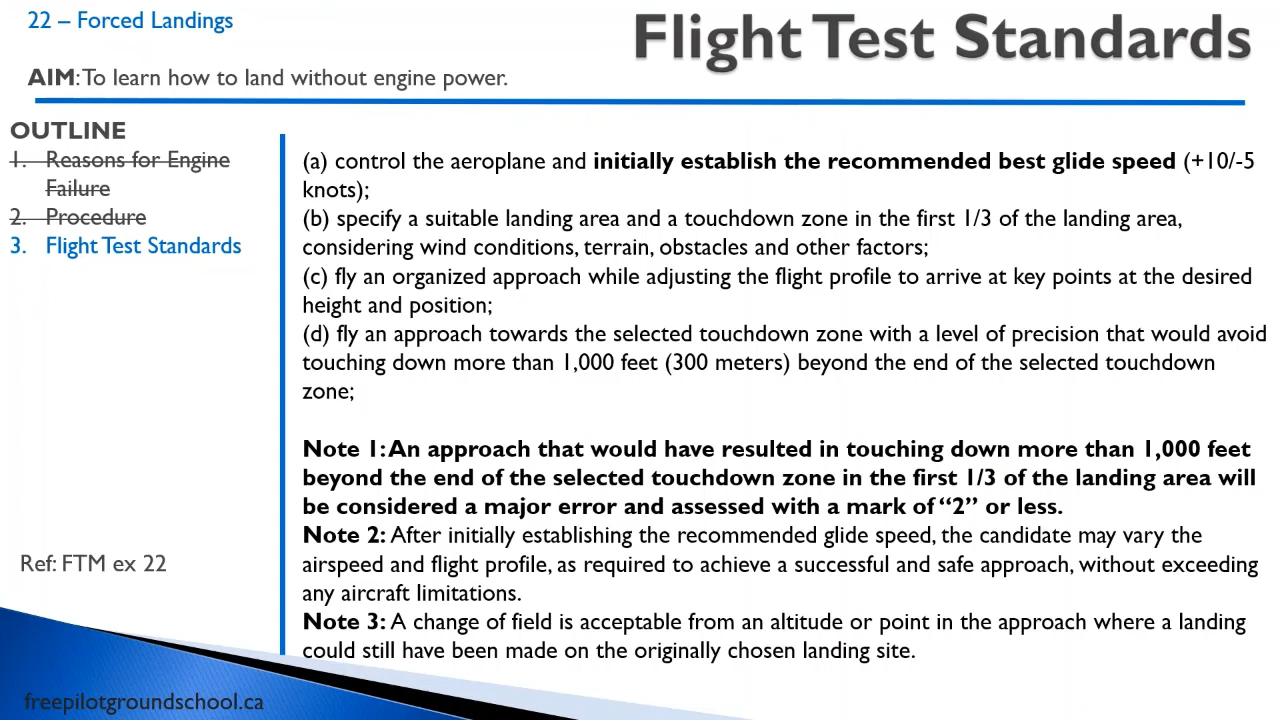 22 – Forced Landings
Flight Test Standards
AIM: To learn how to land without engine power.
OUTLINE
1. Reasons for Engine
Failure
2. Procedure
3. Flight Test Standards
(a) control the aeroplane and initially establish the recommended best glide speed (+10/-5
knots);
(b) specify a suitable landing area and a touchdown zone in the first 1/3 of the landing area,
considering wind conditions, terrain, obstacles and other factors;
(c) fly an organized approach while adjusting the flight profile to arrive at key points at the desired
height and position;
(d) fly an approach towards the selected touchdown zone with a level of precision that would avoid
touching down more than 1,000 feet (300 meters) beyond the end of the selected touchdown
zone;
Note 1: An approach that would have resulted in touching down more than 1,000 feet
beyond the end of the selected touchdown zone in the first 1/3 of the landing area will
be considered a major error and assessed with a mark of “2” or less.
Note 2: After initially establishing the recommended glide speed, the candidate may vary the
airspeed and flight profile, as required to achieve a successful and safe approach, without exceeding
any aircraft limitations.
Note 3: A change of field is acceptable from an altitude or point in the approach where a landing
could still have been made on the originally chosen landing site.
Ref: FTM ex 22
freepilotgroundschool.ca